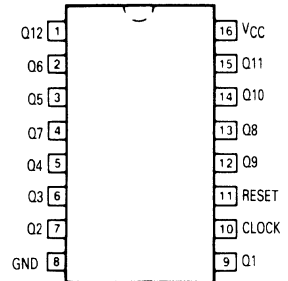 Q12 1 16 VCC
Q6 2 15 Q11
Q5 3 14 Q10
Q7 4 13 Q8
Q4 5 12 Q9
Q3 6 11 RESET
Q2 7 10 CLOCK
GND 8 9 Q1